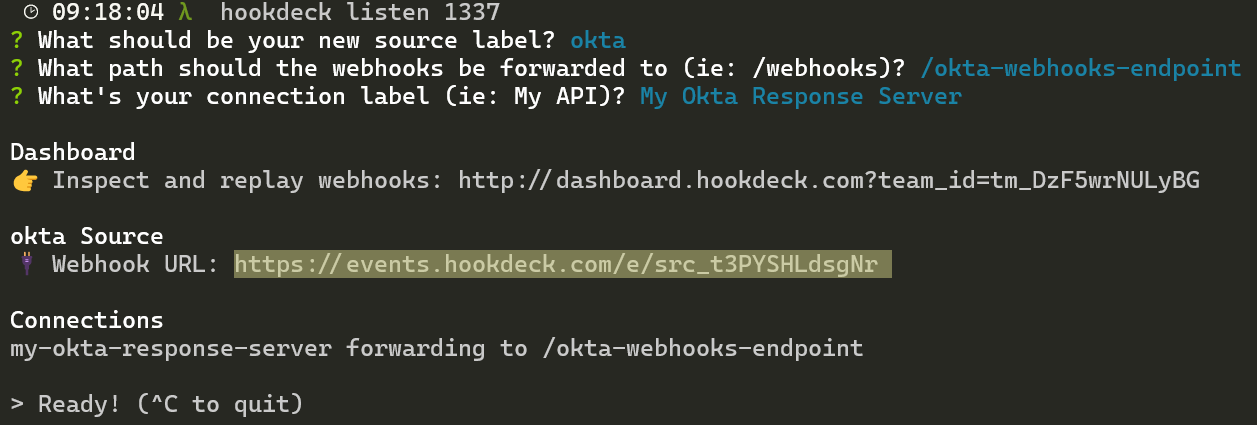 09:18:04 λ hookdeck listen 1337
? What should be your new source label? okta
? What path should the webhooks be forwarded to (ie: /webhooks)? /okta-webhooks-endpoint
? What's your connection label (ie: My API)? My Okta Response Server
Dashboard
👉 Inspect and replay webhooks: http://dashboard.hookdeck.com?team_id=tm_DzF5wrNULyBG
okta Source
🔌 Webhook URL: https://events.hookdeck.com/e/src_t3PYSHLdsgNr
Connections
my-okta-response-server forwarding to /okta-webhooks-endpoint
> Ready! (^C to quit)